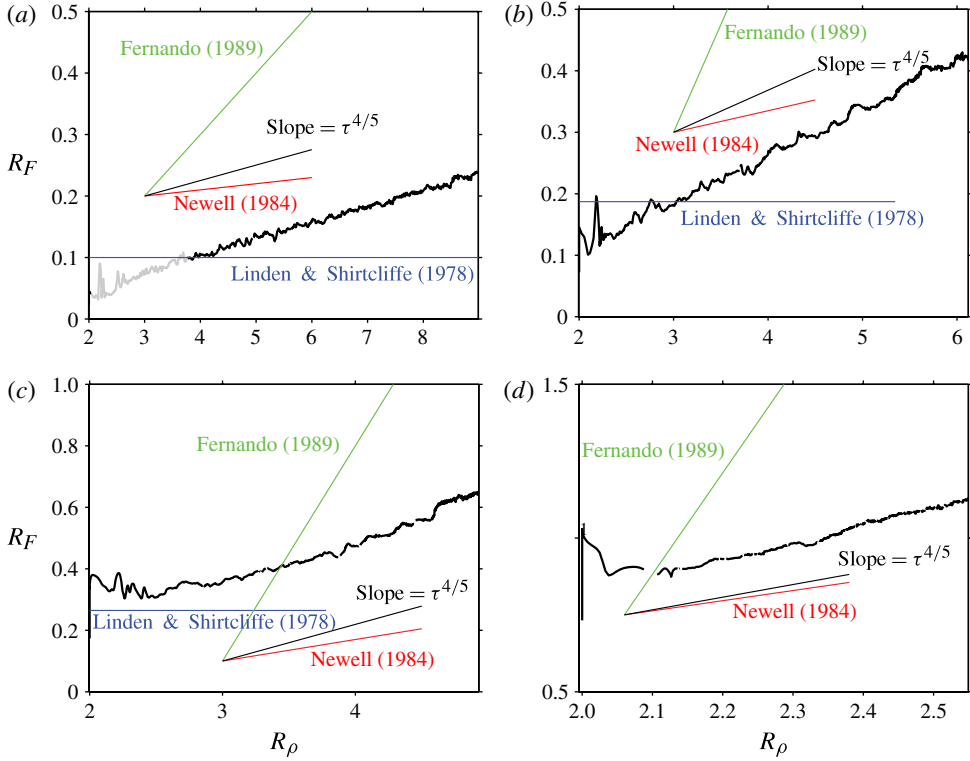 (a)
0.5
Fernando (1989)
0.4
0.3
Slope = τ^4/5
R_F
0.2
Newell (1984)
0.1
Linden & Shirtcliffe (1978)
0
2 3 4 5 6 7 8
(b)
0.5
Fernando (1989)
0.4
Slope = τ^4/5
0.3
Newell (1984)
0.2
Linden & Shirtcliffe (1978)
0.1
0
2 3 4 5 6
(c)
1.0
0.8
Fernando (1989)
0.6
R_F
0.4
Slope = τ^4/5
Linden & Shirtcliffe (1978)
0.2
Newell (1984)
0
2 3 4
R_ρ
(d)
1.5
Fernando (1989)
Slope = τ^4/5
Newell (1984)
0.5
2.0 2.1 2.2 2.3 2.4 2.5
R_ρ